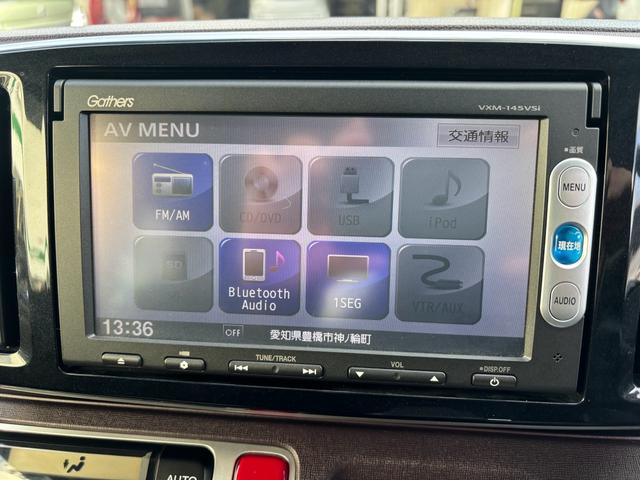 Gathers
VXM-145VSi
AV MENU
交通情報
画質
FM/AM
CD/DVD
USB
iPod
MENU
現在地
SD
Bluetooth Audio
1SEG
VTR/AUX
AUDIO
13:36
OFF
愛知県豊橋市神ノ輪町
TUNE/TRACK
VOL
DISP.OFF
AUTO